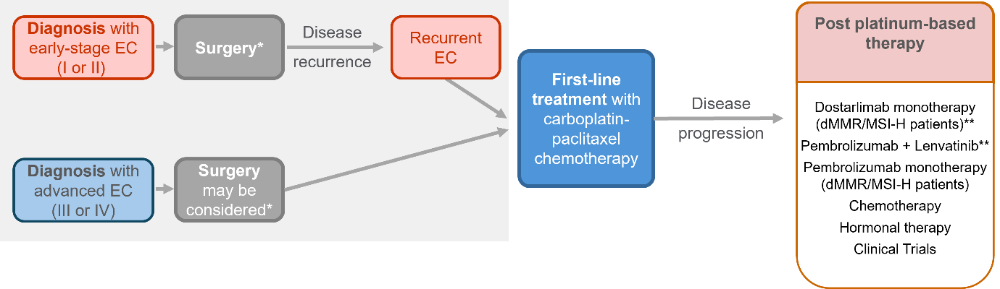 Diagnosis with
early-stage EC
(I or II)
Surgery*
Disease
recurrence
Recurrent
EC
Diagnosis with
advanced EC
(III or IV)
Surgery
may be
considered*
First-line
treatment with
carboplatin-
paclitaxel
chemotherapy
Disease
progression
Post platinum-based
therapy
Dostarlimab monotherapy
(dMMR/MSI-H patients)**
Pembrolizumab + Lenvatinib**
Pembrolizumab monotherapy
(dMMR/MSI-H patients)
Chemotherapy
Hormonal therapy
Clinical Trials